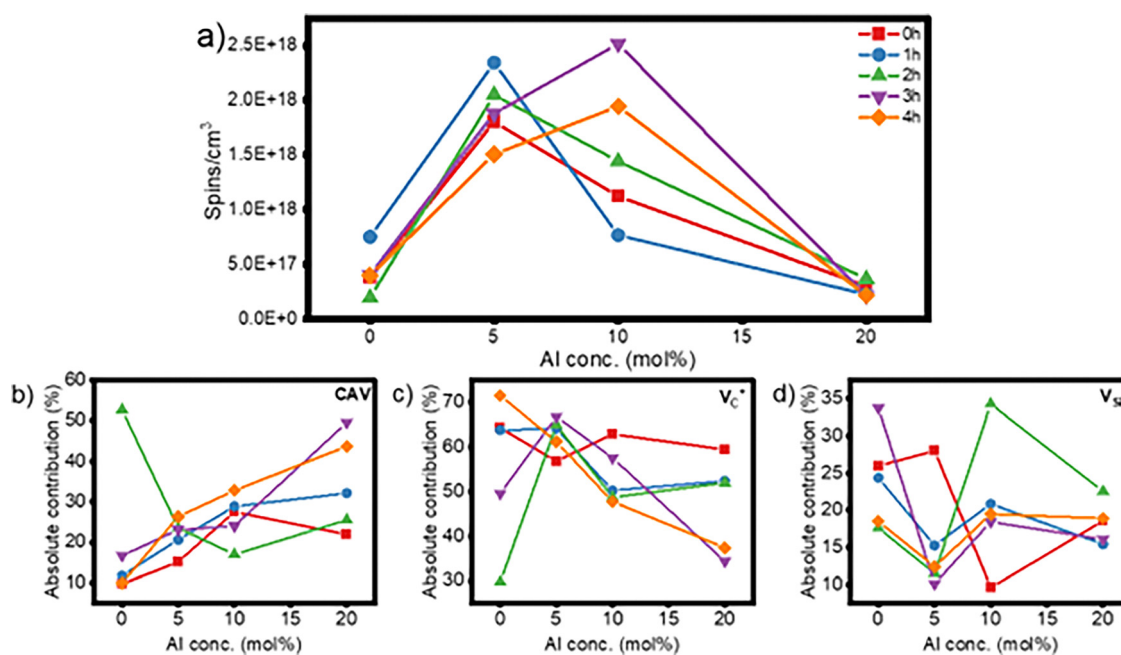 a)
Spins/cm³
2.5E+18
2.0E+18
1.5E+18
1.0E+18
5.0E+17
0.0E+0
0h
1h
2h
3h
4h
0 5 10 15 20
Al conc. (mol%)
b)
Absolute contribution (%)
60
50
40
30
20
10
CAV
0 5 10 15 20
Al conc. (mol%)
c)
Absolute contribution (%)
70
60
50
40
30
V_C⁺
0 5 10 15 20
Al conc. (mol%)
d)
Absolute contribution (%)
35
30
25
20
15
10
0 5 10 15 20
Al conc. (mol%)